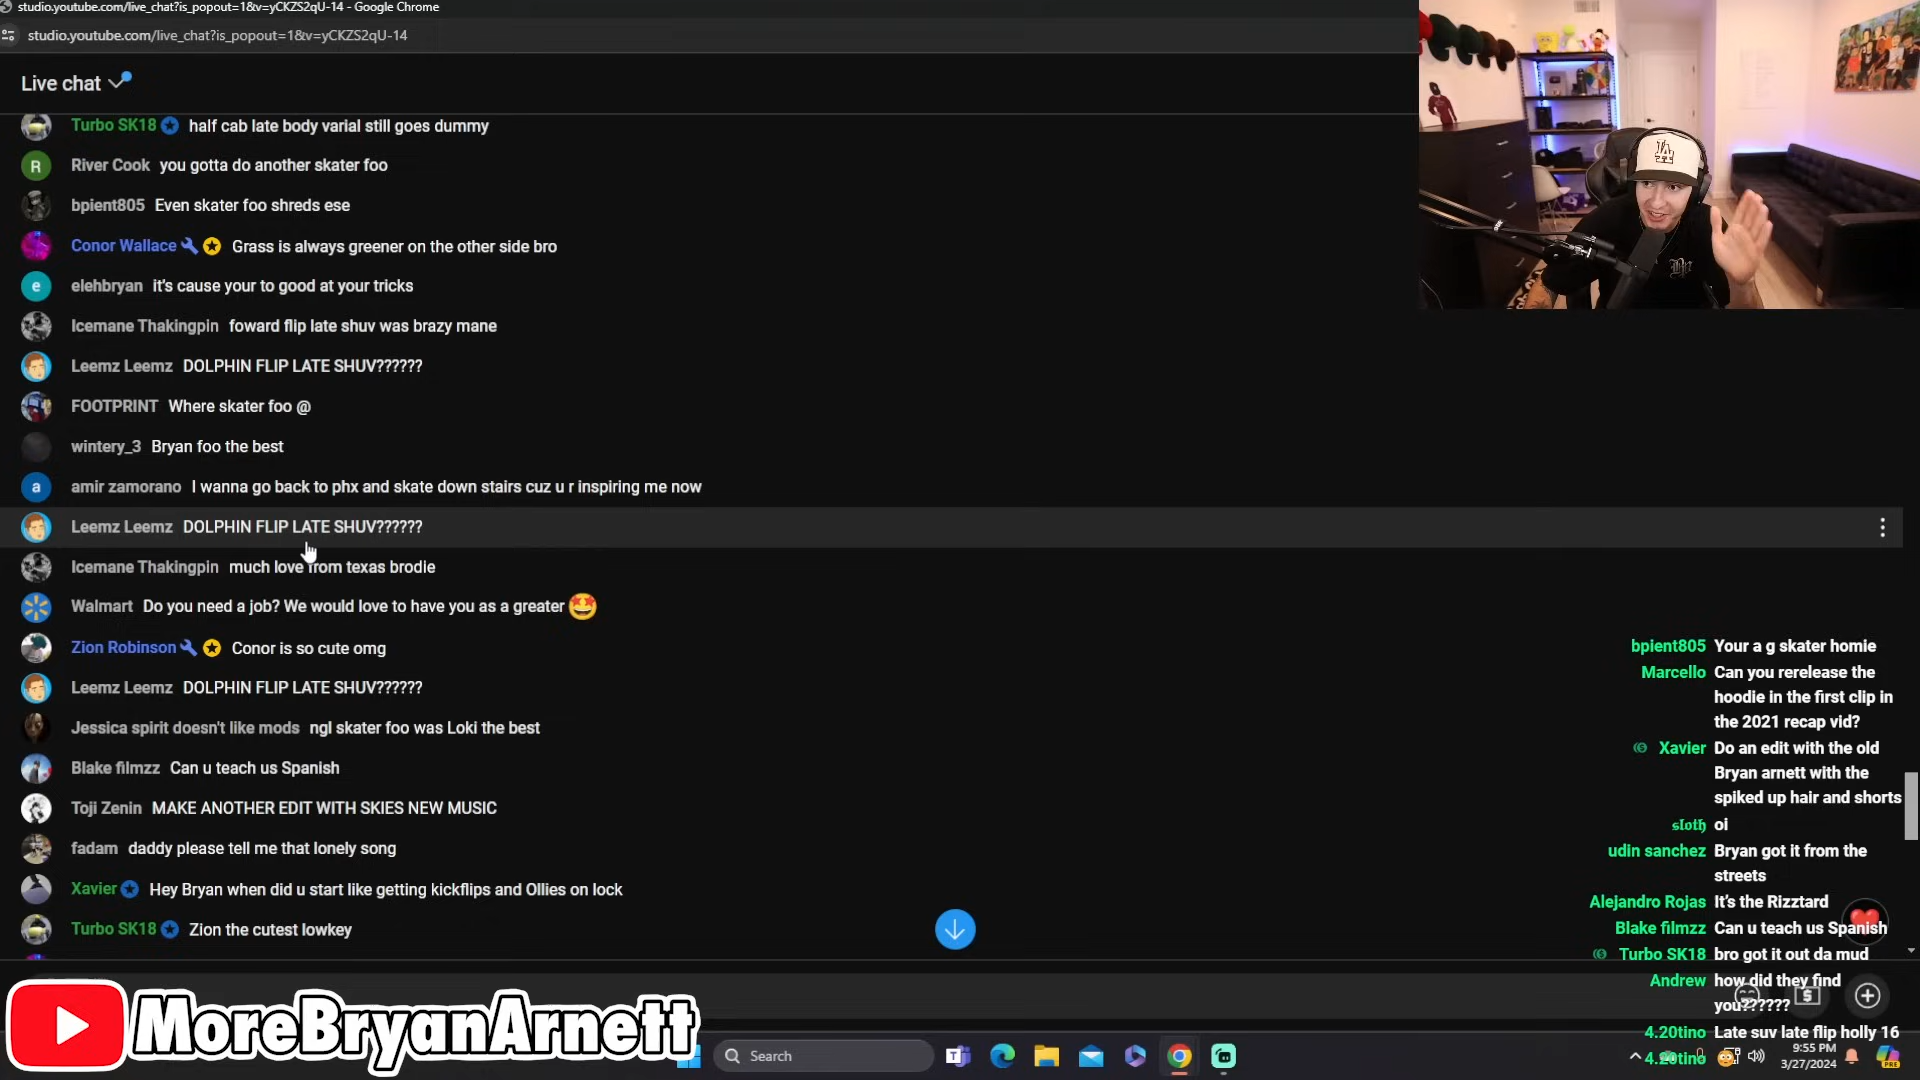 studio.youtube.com/live_chat?is_popout=1&v=yCKZS2qU-14 - Google Chrome
studio.youtube.com/live_chat?is_popout=1&v=yCKZS2qU-14
Live chat
Turbo SK18 half cab late body varial still goes dummy
R River Cook you gotta do another skater foo
bpient805 Even skater foo shreds ese
Conor Wallace Grass is always greener on the other side bro
e elehbryan it's cause your to good at your tricks
Icemane Thakingpin foward flip late shuv was brazy mane
Leemz Leemz DOLPHIN FLIP LATE SHUV??????
FOOTPRINT Where skater foo @
wintery_3 Bryan foo the best
a amir zamorano I wanna go back to phx and skate down stairs cuz u r inspiring me now
Leemz Leemz DOLPHIN FLIP LATE SHUV??????
Icemane Thakingpin much love from texas brodie
Walmart Do you need a job? We would love to have you as a greater
Zion Robinson Conor is so cute omg
Leemz Leemz DOLPHIN FLIP LATE SHUV??????
Jessica spirit doesn't like mods ngl skater foo was Loki the best
Blake filmzz Can u teach us Spanish
Toji Zenin MAKE ANOTHER EDIT WITH SKIES NEW MUSIC
fadam daddy please tell me that lonely song
Xavier Hey Bryan when did u start like getting kickflips and Ollies on lock
Turbo SK18 Zion the cutest lowkey
LA
bpient805 Your a g skater homie
Marcello Can you rerelease the
hoodie in the first clip in
the 2021 recap vid?
Xavier Do an edit with the old
Bryan arnett with the
spiked up hair and shorts
sloth oi
udin sanchez Bryan got it from the
streets
Alejandro Rojas It's the Rizztard
Blake filmzz Can u teach us Spanish
Turbo SK18 bro got it out da mud
Andrew how did they find
you??????
4.20tino Late suv late flip holly 16
4.20tino
MoreBryanArnett
Search
9:55 PM
3/27/2024
PRE